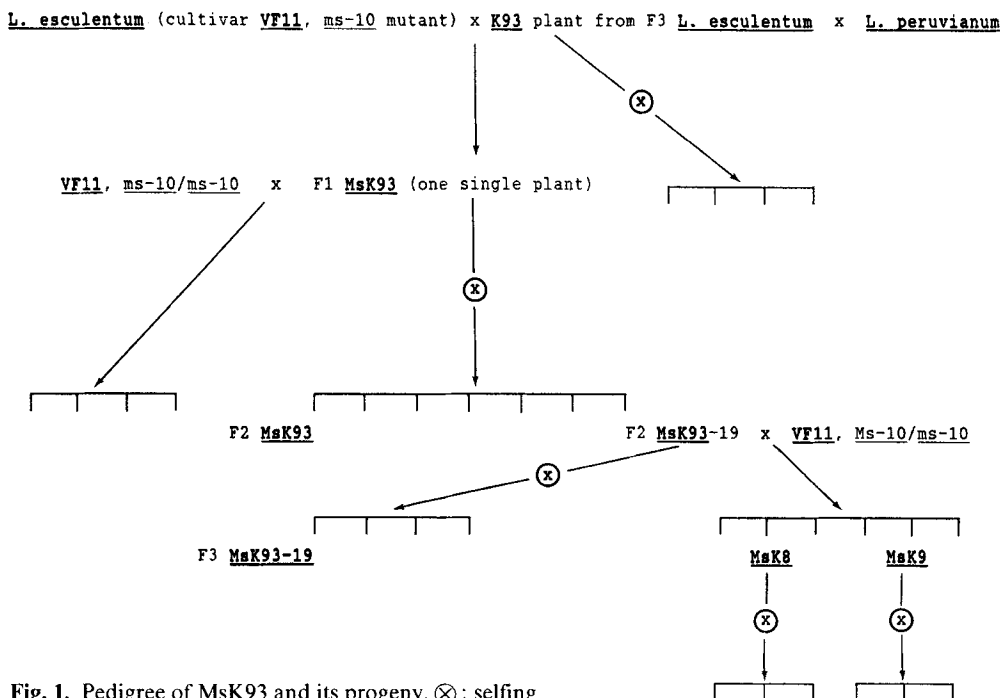 L. esculentum (cultivar VF11, ms-10 mutant) x K93 plant from F3 L. esculentum x L. peruvianum
x
VF11, ms-10/ms-10 x F1 MsK93 (one single plant)
x
F2 MsK93
F2 MsK93-19 x VF11, Ms-10/ms-10
x
F3 MsK93-19
MsK8 MsK9
x x
Fig. 1. Pedigree of MsK93 and its progeny. ⓧ: selfing